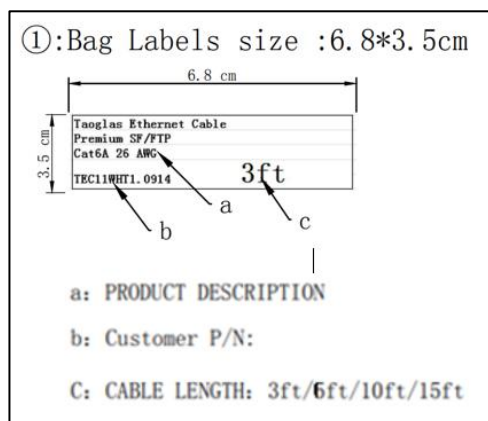 ①:Bag Labels size :6.8*3.5cm
6.8 cm
3.5 cm
Taoglas Ethernet Cable
Premium SF/FTP
Cat6A 26 AWG
TEC11WHT1.0914
3ft
a
b
c
a: PRODUCT DESCRIPTION
b: Customer P/N:
C: CABLE LENGTH: 3ft/6ft/10ft/15ft